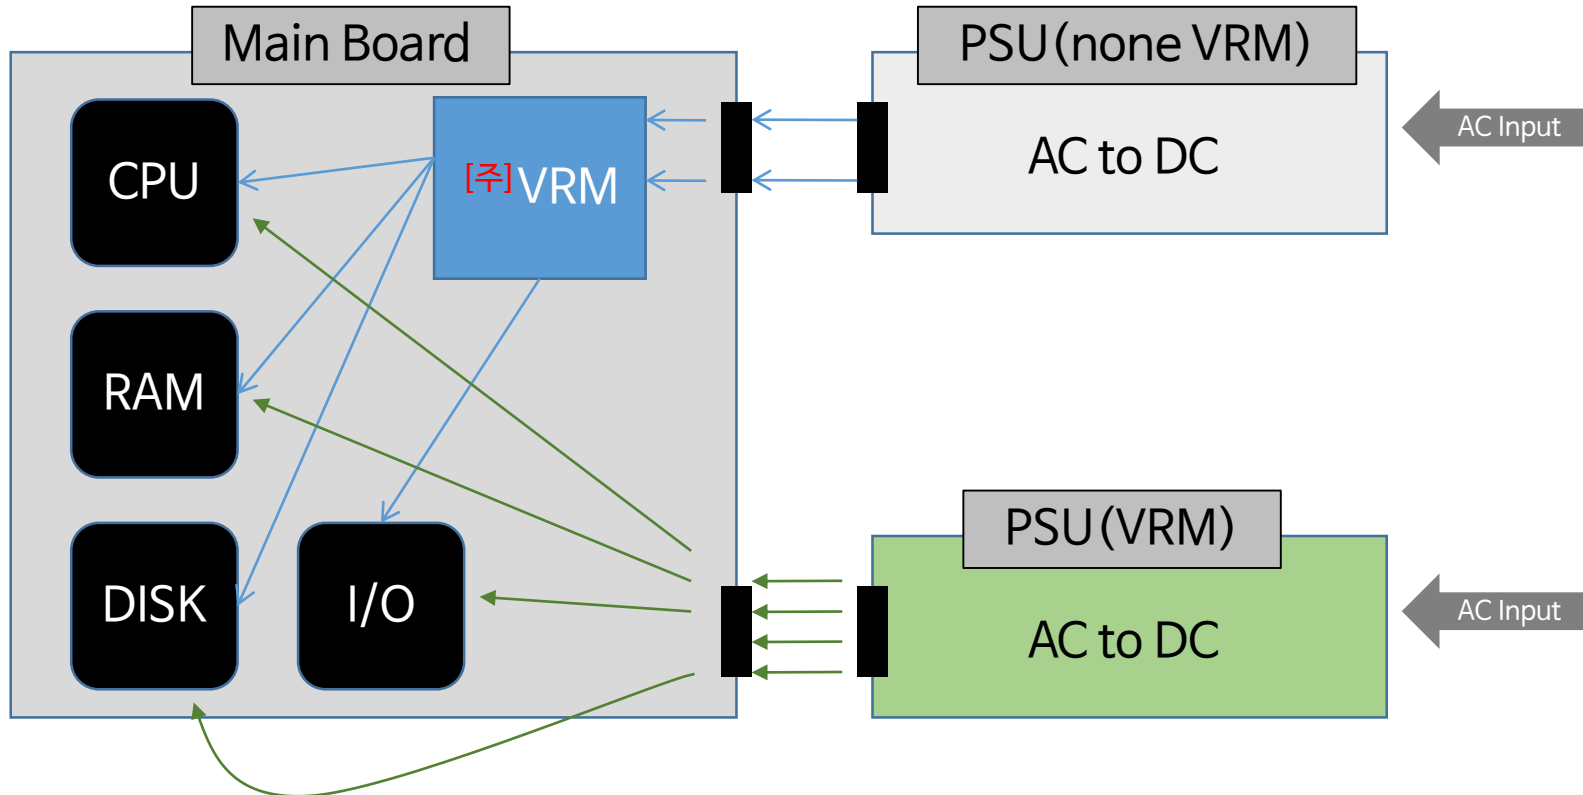 Main Board
PSU(none VRM)
CPU
[주]VRM
AC to DC
AC Input
RAM
DISK
I/O
PSU(VRM)
AC to DC
AC Input